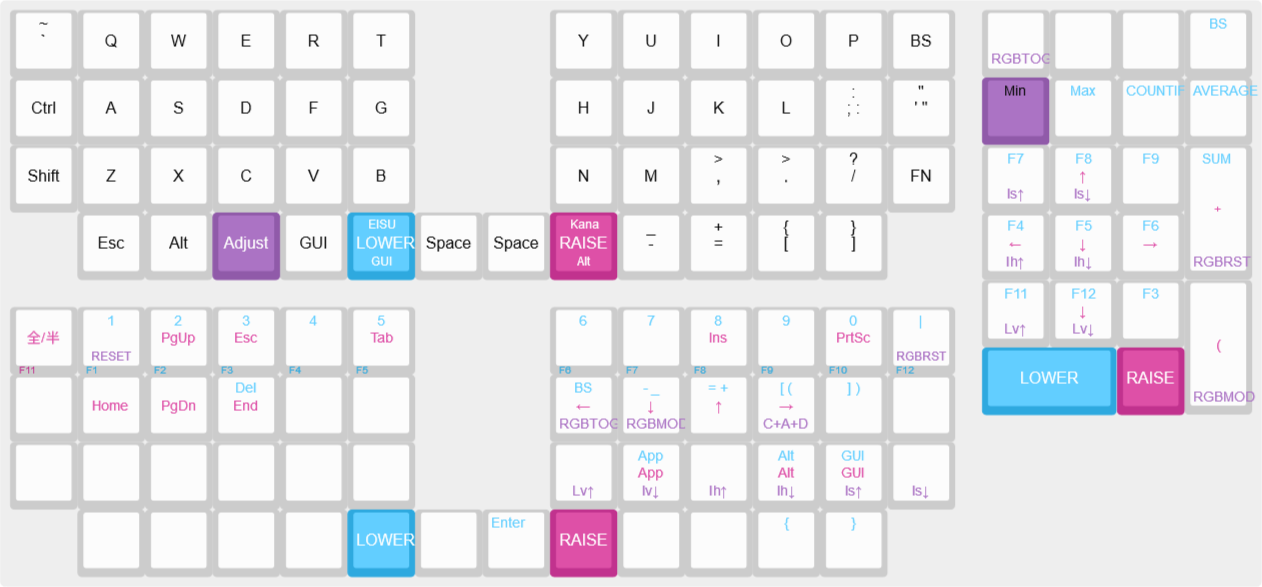 ~
` Q W E R T Y U I O P BS
Ctrl A S D F G H J K L : ; : " ' "
Shift Z X C V B N M > , > . ? / FN
Esc Alt Adjust GUI EISU LOWER GUI Space Space Kana RAISE Alt _ - + = { [ } ]
全/半 F11
1 RESET F1
2 PgUp F2
3 Esc F3
4 F4
5 Tab F5
6 F6
7 F7
8 Ins F8
9 F9
0 PrtSc F10
| RGBRST F12
Home
PgDn
Del End
BS ← RGBTOG
- _ ↓ RGBMOD
= + ↑
[ ( → C+A+D
] )
Lv↑
App App lv↓
Ih↑
Alt Alt Ih↓
GUI GUI Is↑
Is↓
LOWER Enter RAISE { }
RGBTOG BS
Min Max COUNTIF AVERAGE
F7 Is↑
F8 ↑ Is↓
F9
SUM + RGBRST
F4 ← Ih↑
F5 ↓ Ih↓
F6 →
F11 Lv↑
F12 ↓ Lv↓
F3
( RGBMOD
LOWER RAISE